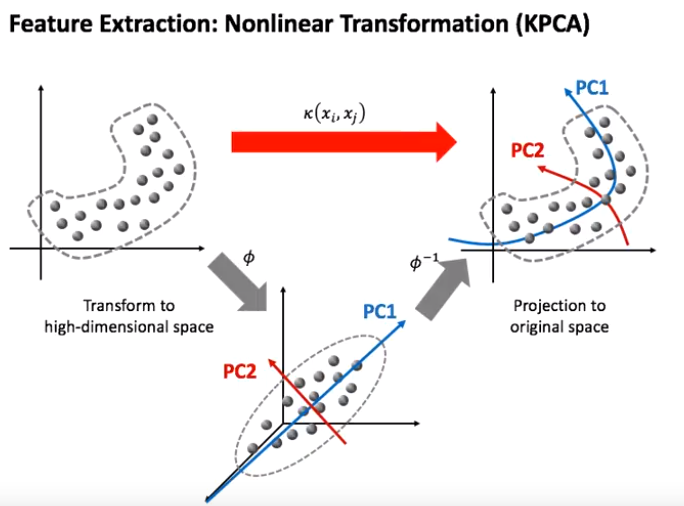 Feature Extraction: Nonlinear Transformation (KPCA)
κ(xᵢ, xⱼ)
PC1
PC2
ϕ
ϕ⁻¹
Transform to
high-dimensional space
PC1
PC2
Projection to
original space